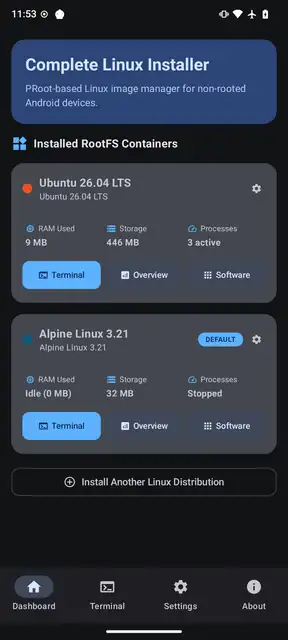 11:53
Complete Linux Installer
PRoot-based Linux image manager for non-rooted
Android devices.
Installed RootFS Containers
Ubuntu 26.04 LTS
Ubuntu 26.04 LTS
RAM Used Storage Processes
9 MB 446 MB 3 active
Terminal Overview Software
Alpine Linux 3.21
DEFAULT
Alpine Linux 3.21
RAM Used Storage Processes
Idle (0 MB) 32 MB Stopped
Terminal Overview Software
Install Another Linux Distribution
Dashboard Terminal Settings About